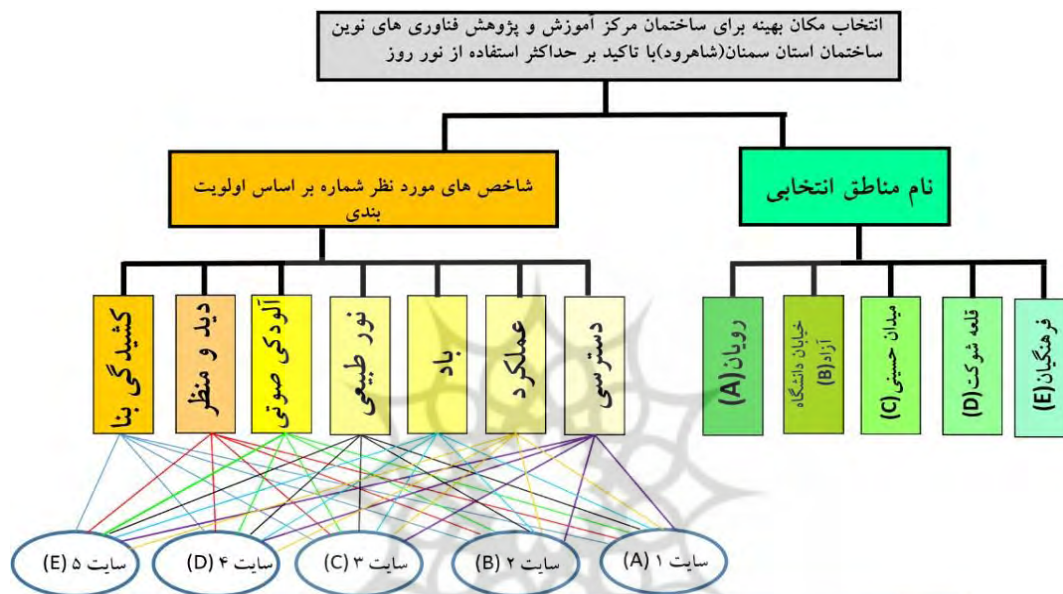 انتخاب مکان بهینه برای ساختمان مرکز آموزش و پژوهش فناوری های نوین
ساختمان استان سمنان(شاهرود)با تاکید بر حداکثر استفاده از نور روز
نام مناطق انتخابی
شاخص های مورد نظر شماره بر اساس اولویت
بندی
فرهنگیان(E)
قلعه شوکت(D)
میدان حسینی(C)
خیابان دانشگاه
آزاد(B)
رویان(A)
دسترسی
عملکرد
باد
نور طبیعی
آلودگی صوتی
دید و منظر
کشیدگی بنا
سایت ۱ (A)
سایت ۲ (B)
سایت ۳ (C)
سایت ۴ (D)
سایت ۵ (E)